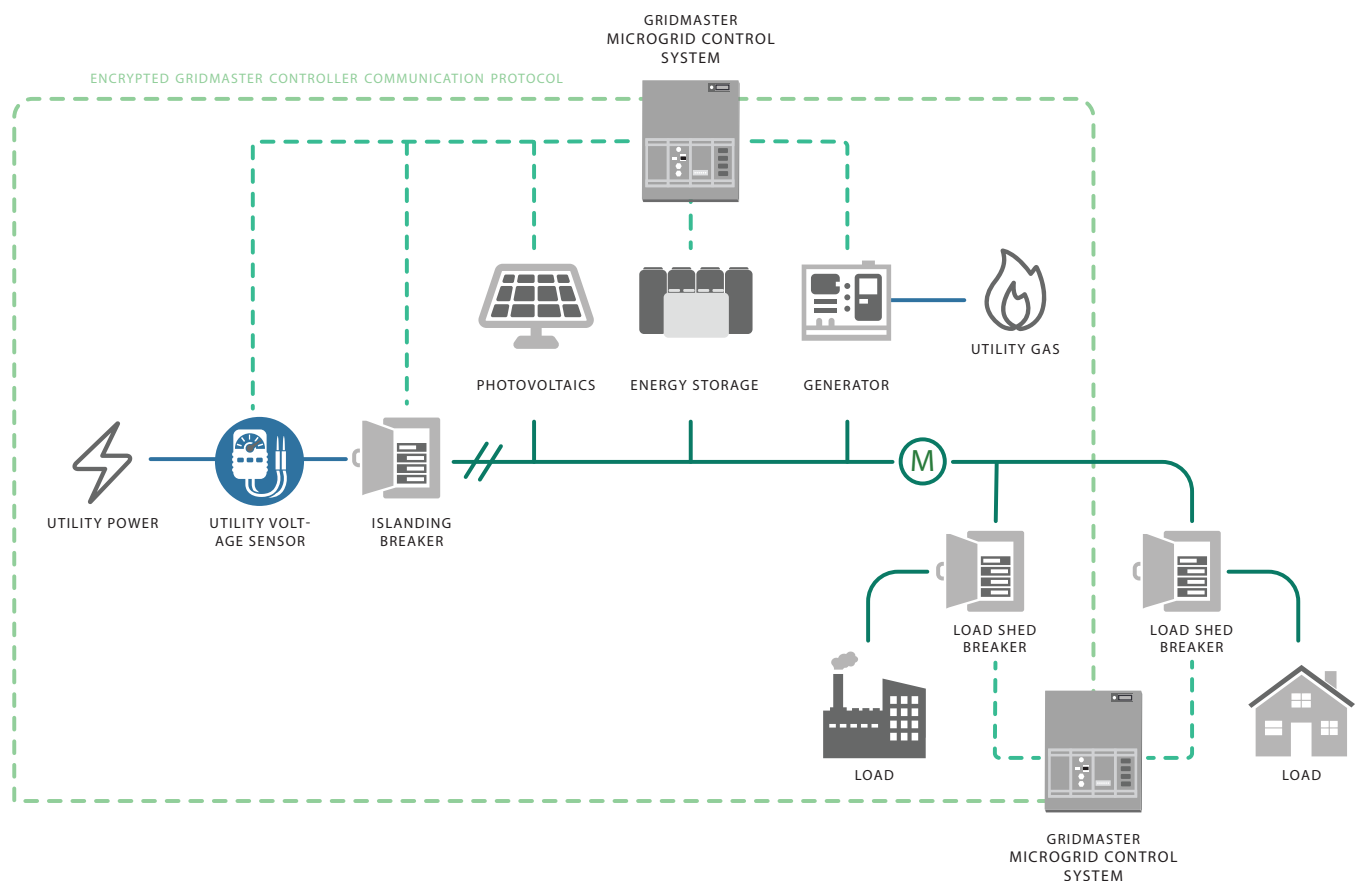 GRIDMASTER
MICROGRID CONTROL
SYSTEM
ENCRYPTED GRIDMASTER CONTROLLER COMMUNICATION PROTOCOL
UTILITY GAS
PHOTOVOLTAICS
ENERGY STORAGE
GENERATOR
M
UTILITY POWER
UTILITY VOLT-
AGE SENSOR
ISLANDING
BREAKER
LOAD SHED
BREAKER
LOAD SHED
BREAKER
LOAD
LOAD
GRIDMASTER
MICROGRID CONTROL
SYSTEM